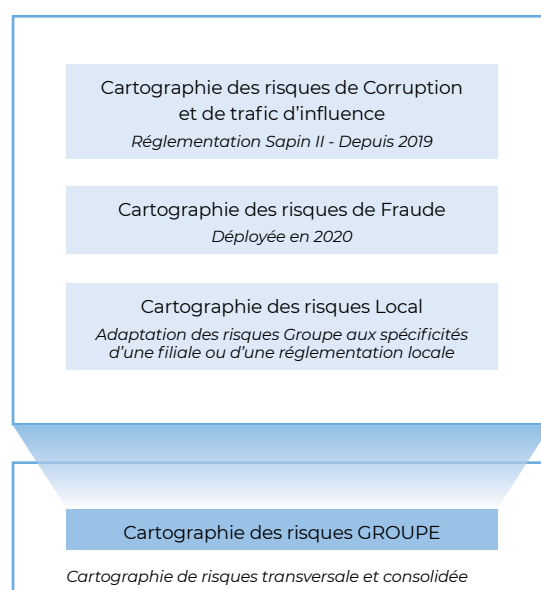 Cartographie des risques de Corruption
et de trafic d’influence
Réglementation Sapin II - Depuis 2019
Cartographie des risques de Fraude
Déployée en 2020
Cartographie des risques Local
Adaptation des risques Groupe aux spécificités
d’une filiale ou d’une réglementation locale
Cartographie des risques GROUPE
Cartographie de risques transversale et consolidée